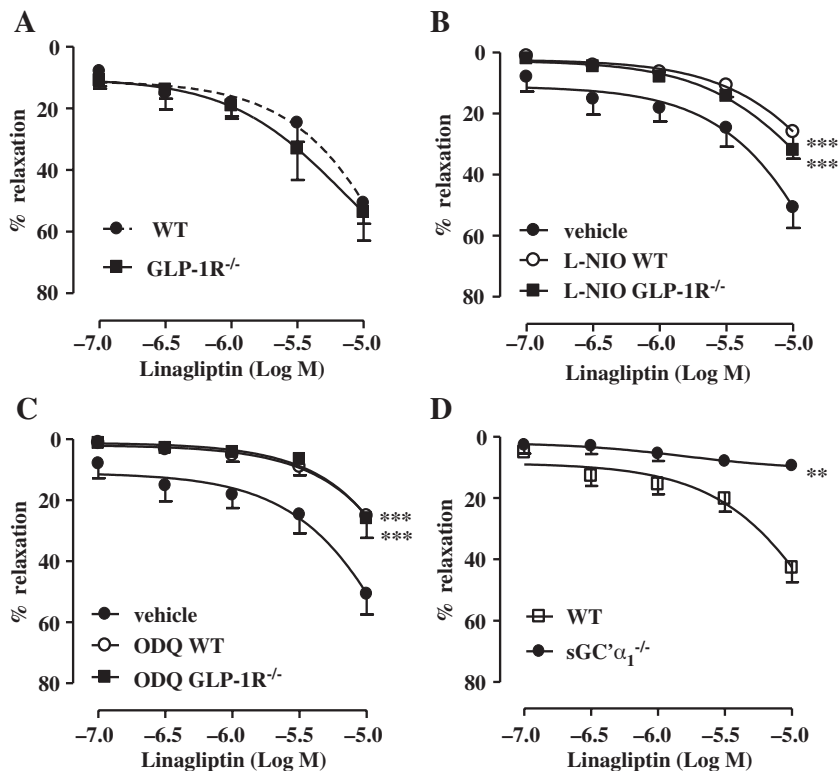 A
0
20
40
60
80
% relaxation
WT
GLP-1R-/-
−7.0 −6.5 −6.0 −5.5 −5.0
Linagliptin (Log M)
B
0
20
40
60
80
% relaxation
***
***
vehicle
L-NIO WT
L-NIO GLP-1R-/-
−7.0 −6.5 −6.0 −5.5 −5.0
Linagliptin (Log M)
C
0
20
40
60
80
% relaxation
***
***
vehicle
ODQ WT
ODQ GLP-1R-/-
−7.0 −6.5 −6.0 −5.5 −5.0
Linagliptin (Log M)
D
0
20
40
60
80
% relaxation
**
WT
sGC'α1-/-
−7.0 −6.5 −6.0 −5.5 −5.0
Linagliptin (Log M)